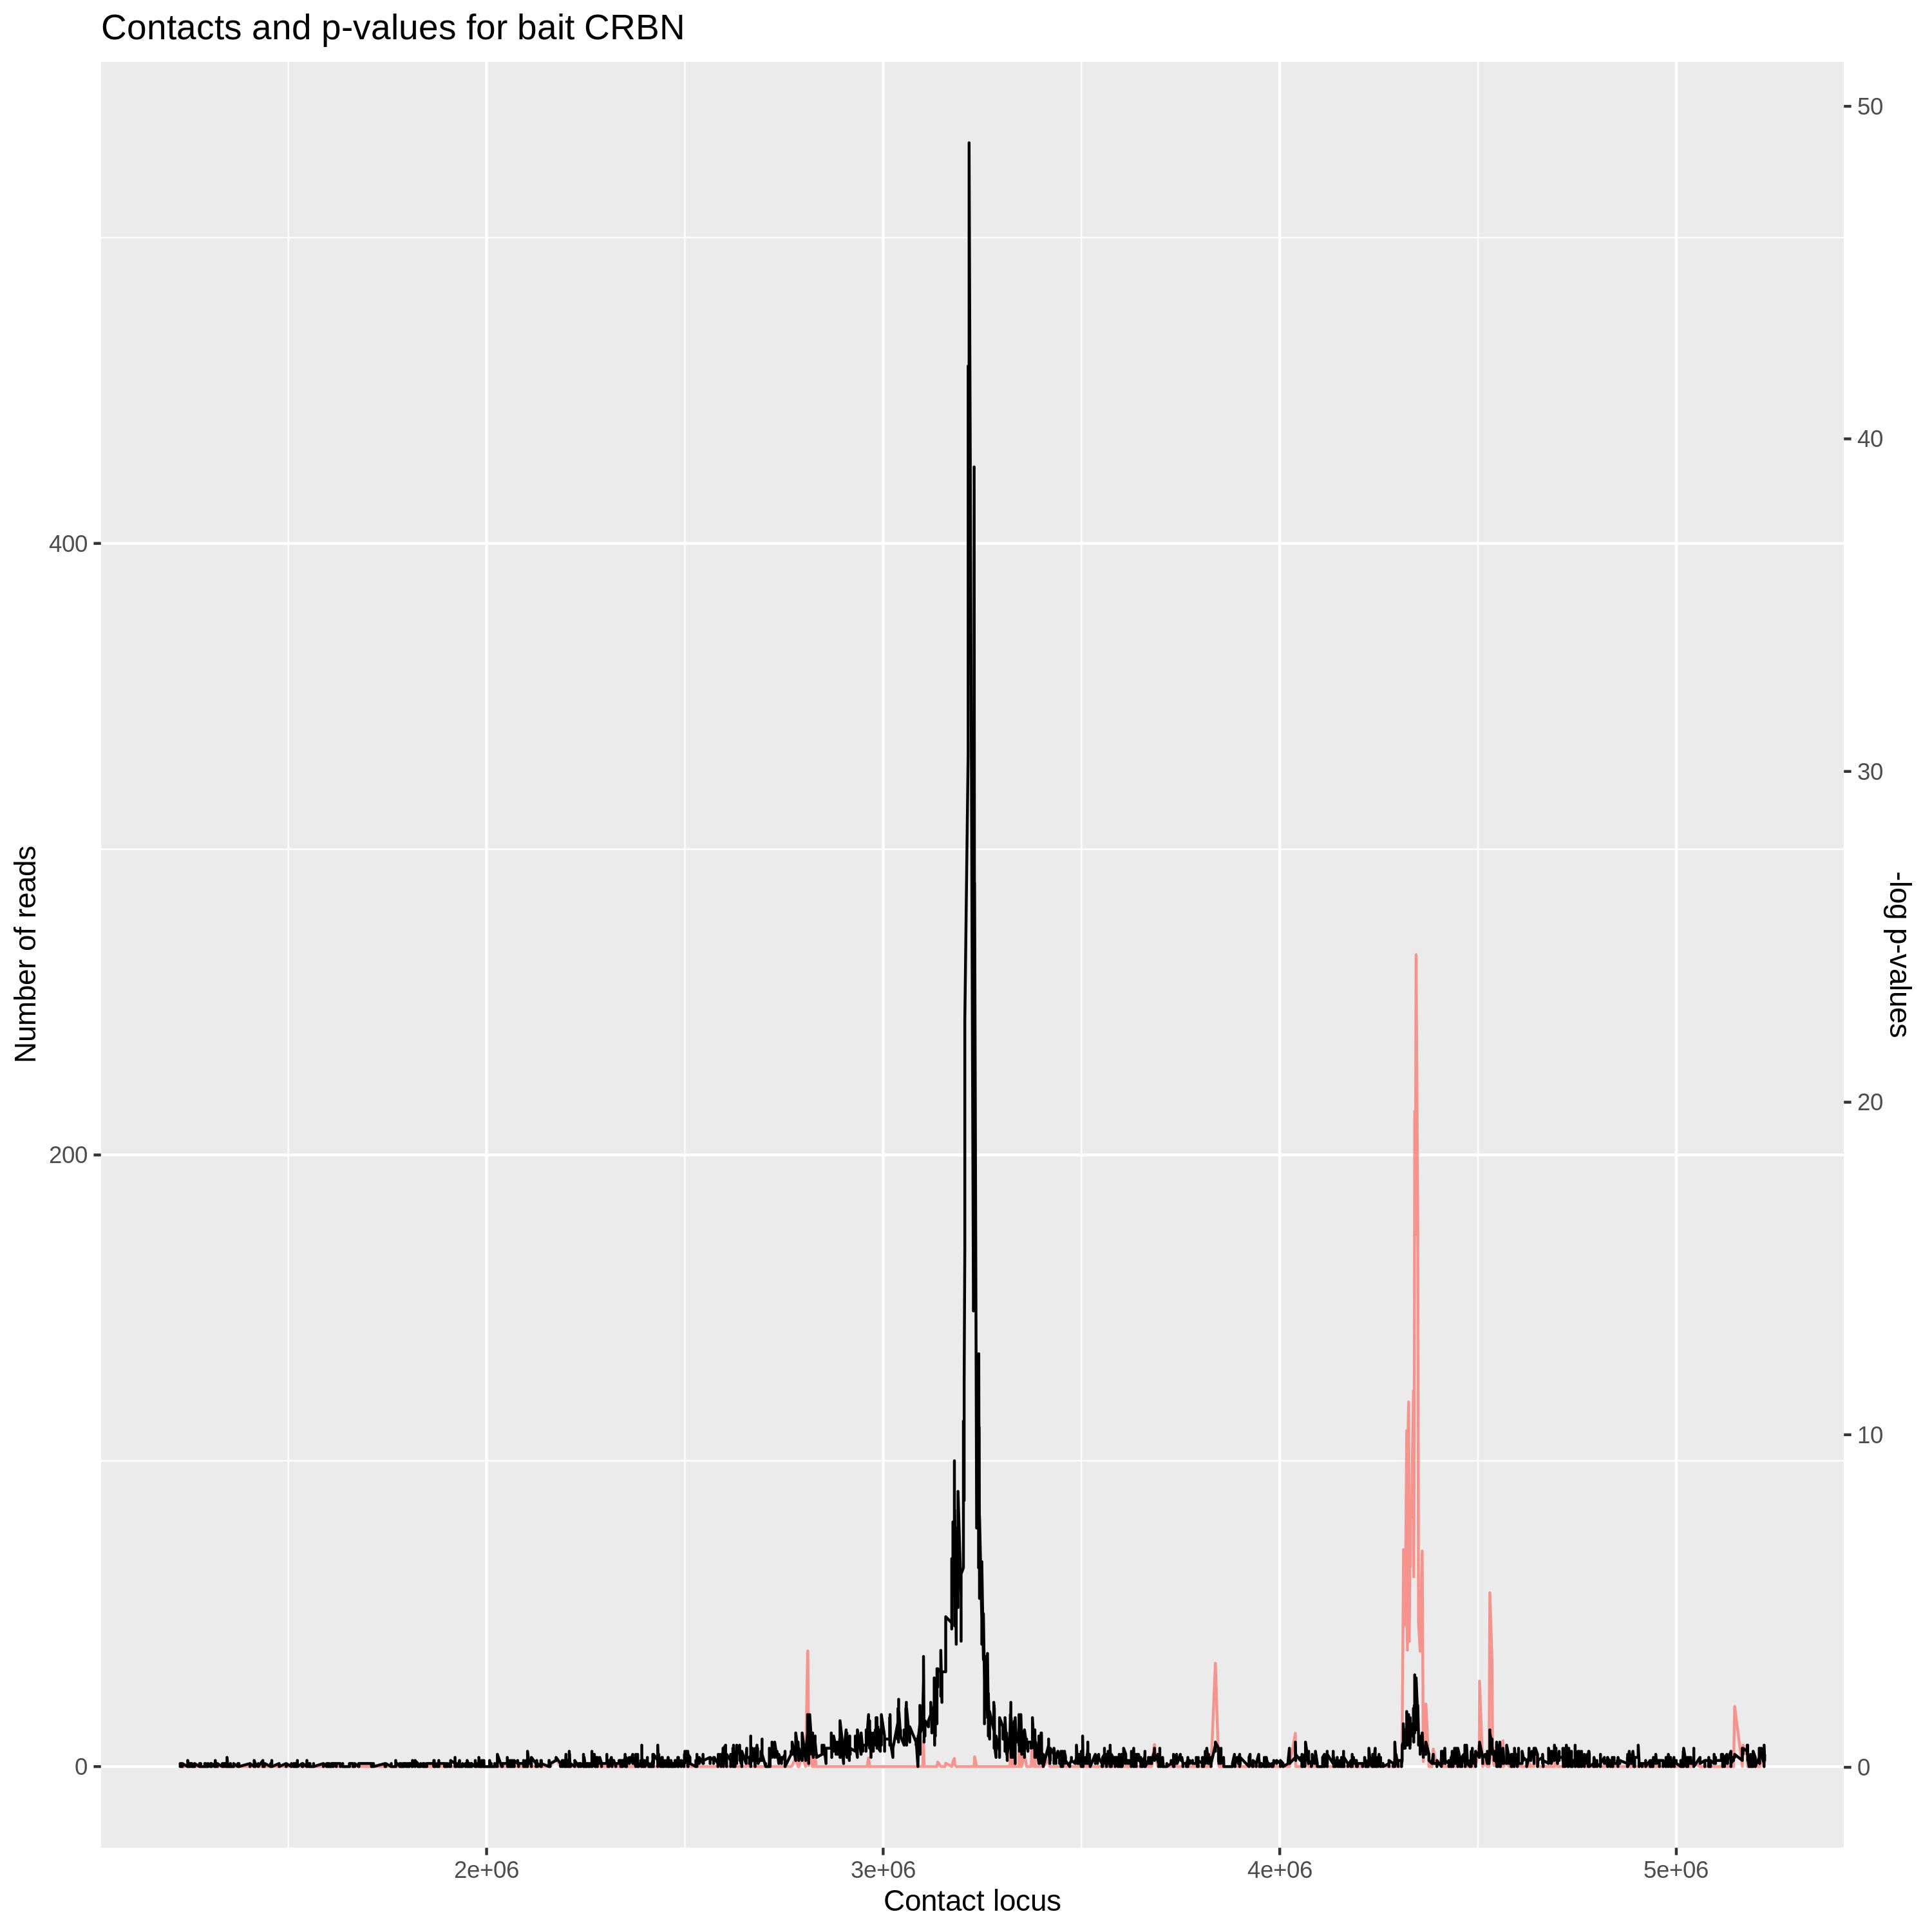 Contacts and p-values for bait CRBN
50
40
400
30
Number of reads
-log p-values
20
200
10
0
0
2e+06
3e+06
4e+06
5e+06
Contact locus